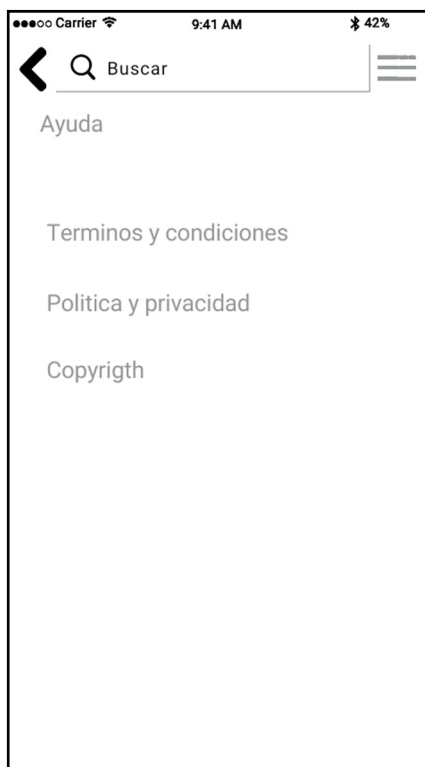 Carrier 9:41 AM 42%
Buscar
Ayuda
Terminos y condiciones
Politica y privacidad
Copyrigth